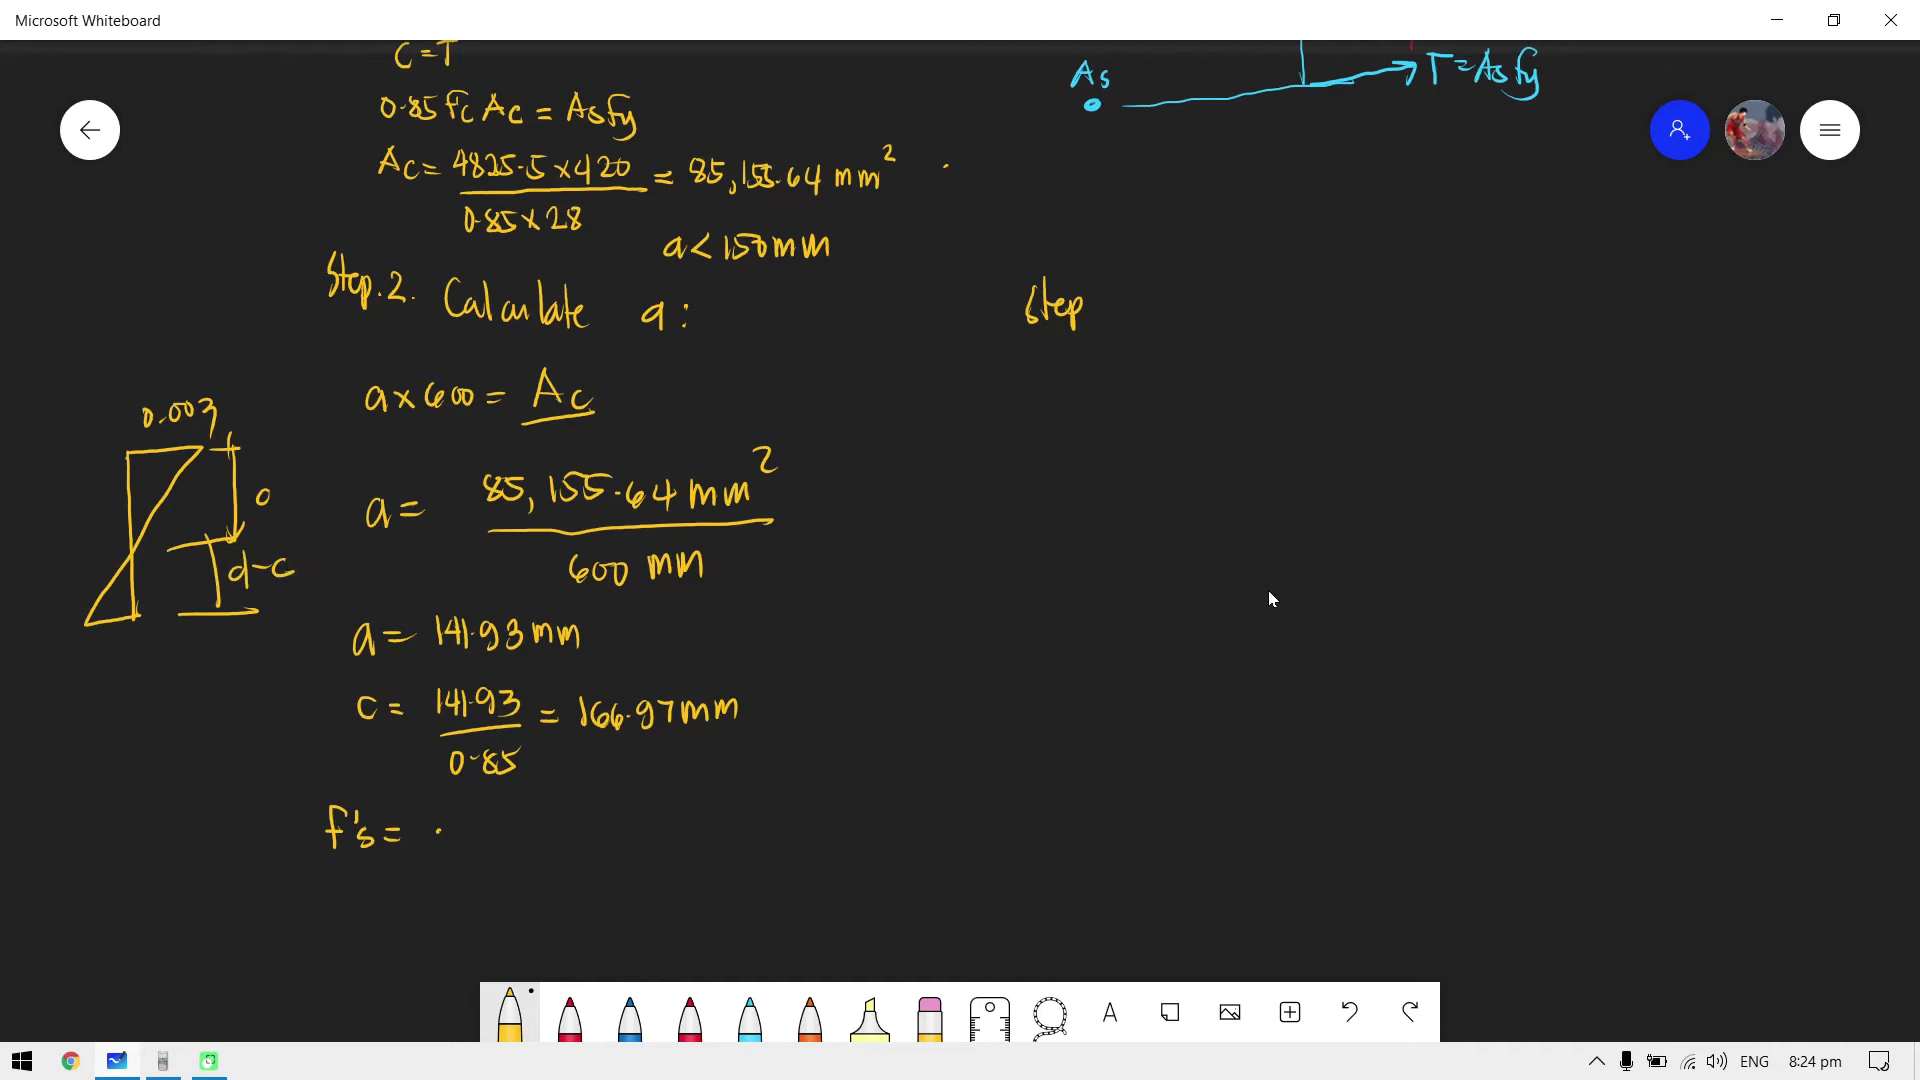 Microsoft Whiteboard
C = T
0.85 f'c Ac = As fy
Ac = 4825.5 x 420 = 85,155.64 mm²
0.85 x 28
a < 150mm
Step.2. Calculate a:
a x 600 = Ac
0.003
a = 85,155.64 mm²
600 mm
d-c
a = 141.93 mm
c = 141.93 = 166.97 mm
0.85
f's =
As
T = As fy
Step
A
ENG
8:24 pm